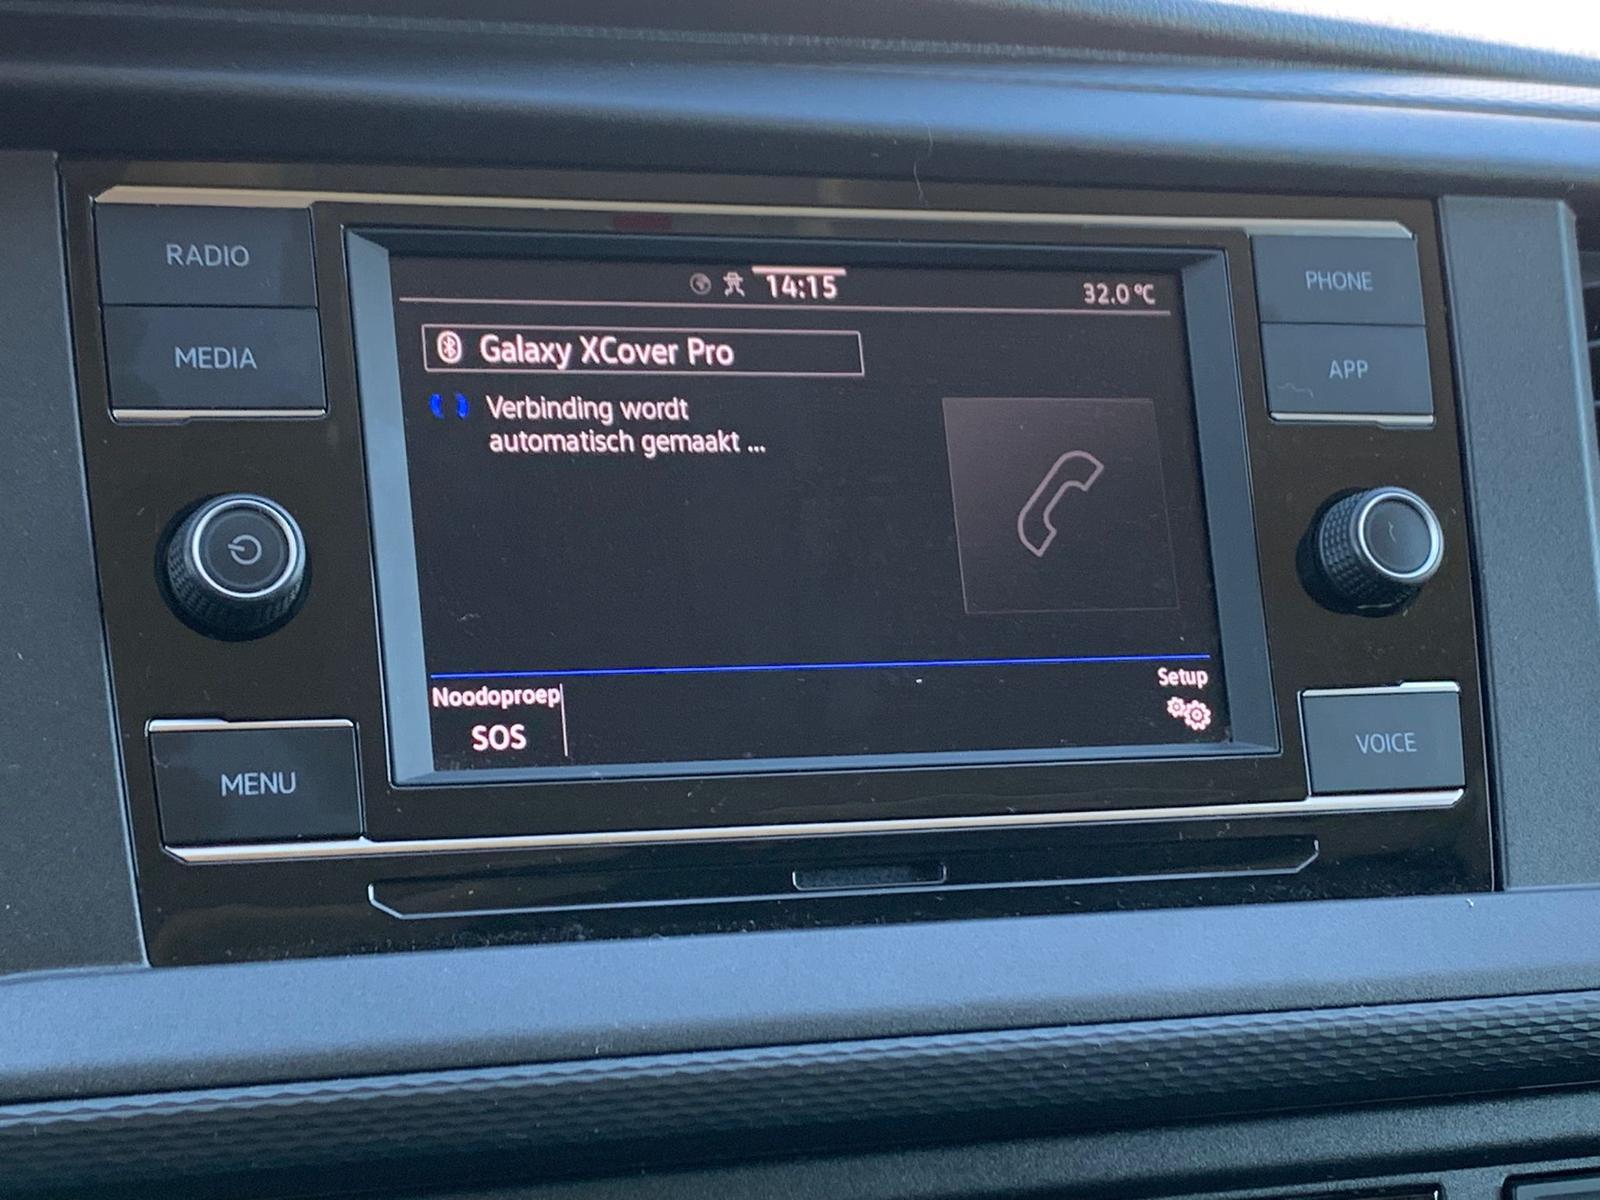 RADIO
MEDIA
MENU
14:15
32.0 °C
Galaxy XCover Pro
Verbinding wordt
automatisch gemaakt ...
Noodoproep
SOS
Setup
PHONE
APP
VOICE